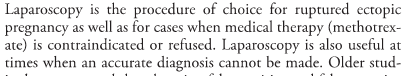 Laparoscopy is the procedure of choice for ruptured ectopic
pregnancy as well as for cases when medical therapy (methotrex-
ate) is contraindicated or refused. Laparoscopy is also useful at
times when an accurate diagnosis cannot be made. Older stud-